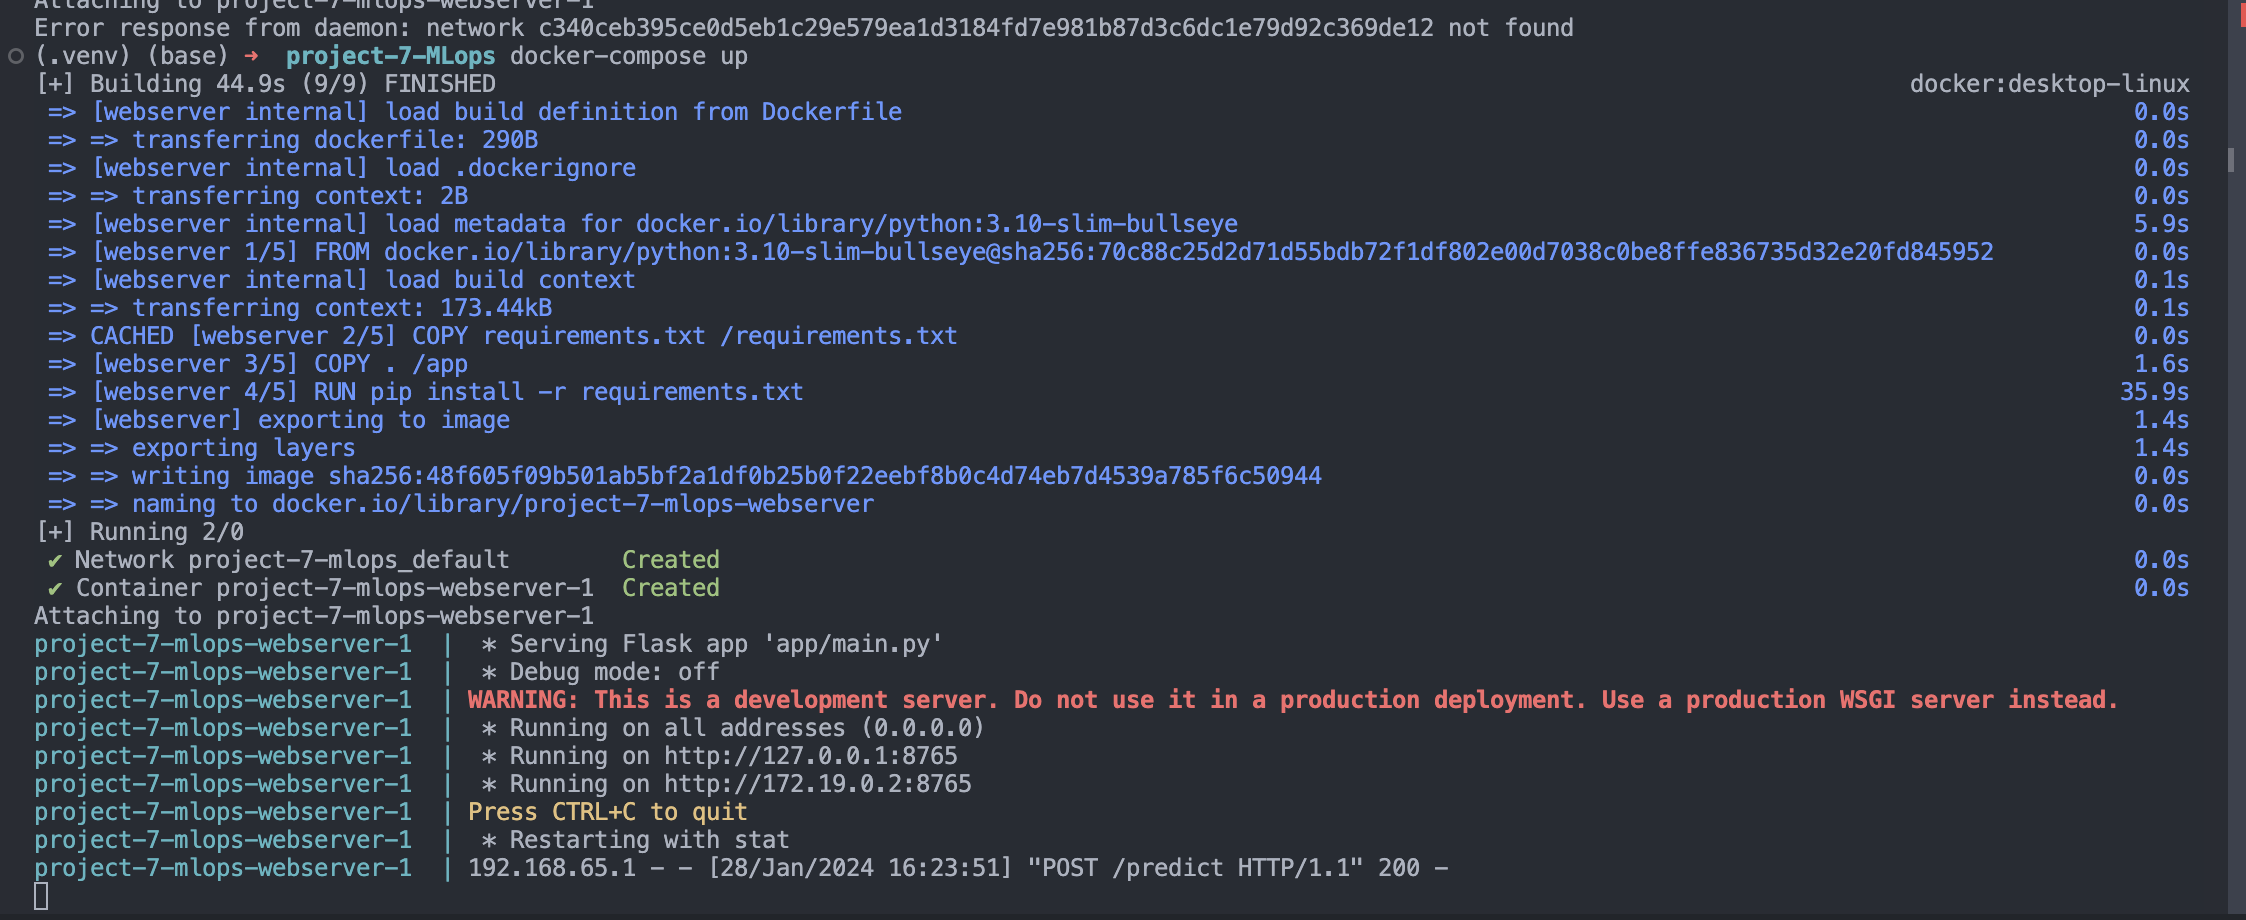 Attaching to project-7-mlops-webserver-1
Error response from daemon: network c340ceb395ce0d5eb1c29e579ea1d3184fd7e981b87d3c6dc1e79d92c369de12 not found
(.venv) (base) ➜  project-7-MLops docker-compose up
[+] Building 44.9s (9/9) FINISHED docker:desktop-linux
=> [webserver internal] load build definition from Dockerfile 0.0s
=> => transferring dockerfile: 290B 0.0s
=> [webserver internal] load .dockerignore 0.0s
=> => transferring context: 2B 0.0s
=> [webserver internal] load metadata for docker.io/library/python:3.10-slim-bullseye 5.9s
=> [webserver 1/5] FROM docker.io/library/python:3.10-slim-bullseye@sha256:70c88c25d2d71d55bdb72f1df802e00d7038c0be8ffe836735d32e20fd845952 0.0s
=> [webserver internal] load build context 0.1s
=> => transferring context: 173.44kB 0.1s
=> CACHED [webserver 2/5] COPY requirements.txt /requirements.txt 0.0s
=> [webserver 3/5] COPY . /app 1.6s
=> [webserver 4/5] RUN pip install -r requirements.txt 35.9s
=> [webserver] exporting to image 1.4s
=> => exporting layers 1.4s
=> => writing image sha256:48f605f09b501ab5bf2a1df0b25b0f22eebf8b0c4d74eb7d4539a785f6c50944 0.0s
=> => naming to docker.io/library/project-7-mlops-webserver 0.0s
[+] Running 2/0
✔ Network project-7-mlops_default Created 0.0s
✔ Container project-7-mlops-webserver-1 Created 0.0s
Attaching to project-7-mlops-webserver-1
project-7-mlops-webserver-1 | * Serving Flask app 'app/main.py'
project-7-mlops-webserver-1 | * Debug mode: off
project-7-mlops-webserver-1 | WARNING: This is a development server. Do not use it in a production deployment. Use a production WSGI server instead.
project-7-mlops-webserver-1 | * Running on all addresses (0.0.0.0)
project-7-mlops-webserver-1 | * Running on http://127.0.0.1:8765
project-7-mlops-webserver-1 | * Running on http://172.19.0.2:8765
project-7-mlops-webserver-1 | Press CTRL+C to quit
project-7-mlops-webserver-1 | * Restarting with stat
project-7-mlops-webserver-1 | 192.168.65.1 - - [28/Jan/2024 16:23:51] "POST /predict HTTP/1.1" 200 -